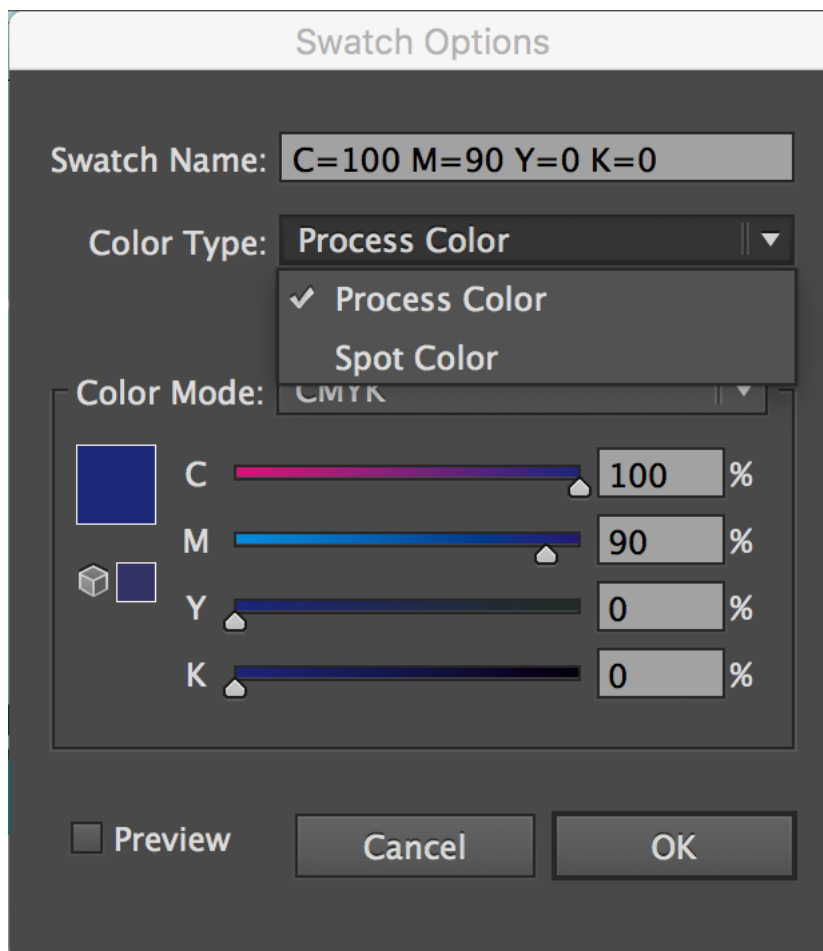 Swatch Options
Swatch Name: C=100 M=90 Y=0 K=0
Color Type: Process Color
Process Color
Spot Color
Color Mode: CMYK
C 100 %
M 90 %
Y 0 %
K 0 %
Preview Cancel OK